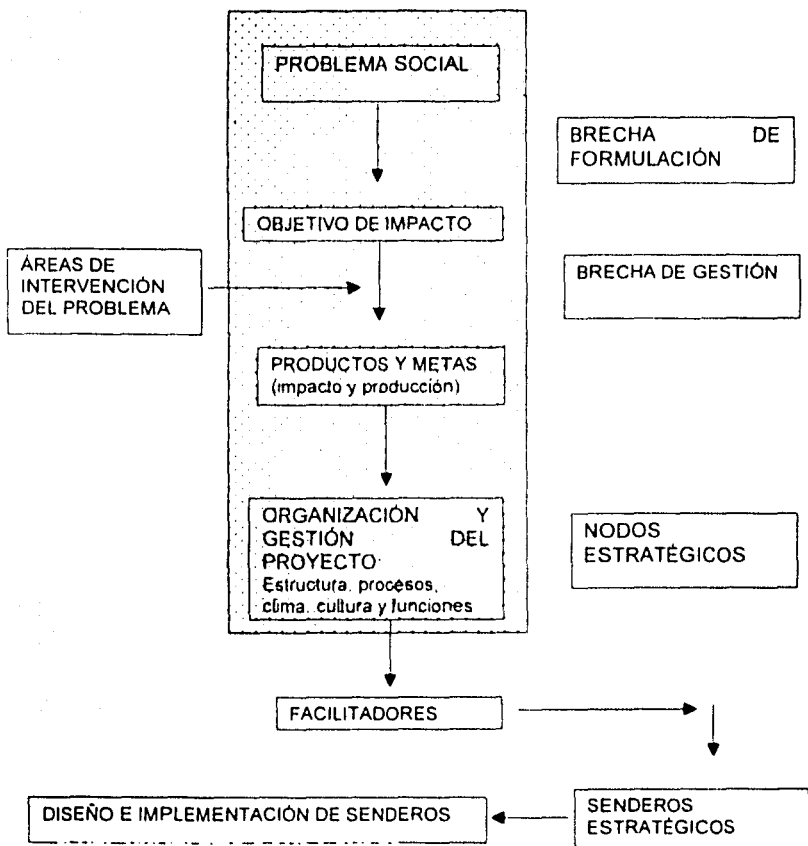 PROBLEMA SOCIAL
BRECHA DE
FORMULACIÓN
OBJETIVO DE IMPACTO
ÁREAS DE
INTERVENCIÓN
DEL PROBLEMA
BRECHA DE GESTIÓN
PRODUCTOS Y METAS
(impacto y producción)
ORGANIZACIÓN Y
GESTIÓN DEL
PROYECTO
Estructura, procesos,
clima, cultura y funciones
NODOS
ESTRATÉGICOS
FACILITADORES
DISEÑO E IMPLEMENTACIÓN DE SENDEROS
SENDEROS
ESTRATÉGICOS